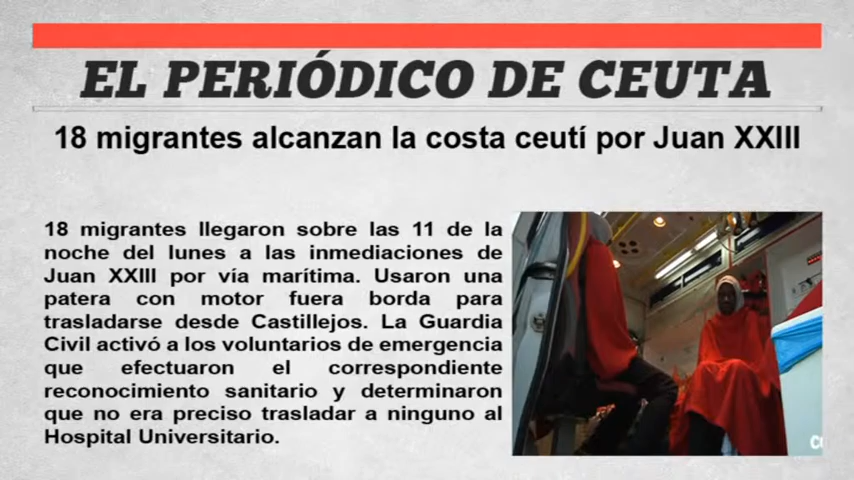 EL PERIÓDICO DE CEUTA
18 migrantes alcanzan la costa ceutí por Juan XXIII
18 migrantes llegaron sobre las 11 de la
noche del lunes a las inmediaciones de
Juan XXIII por vía marítima. Usaron una
patera con motor fuera borda para
trasladarse desde Castillejos. La Guardia
Civil activó a los voluntarios de emergencia
que efectuaron el correspondiente
reconocimiento sanitario y determinaron
que no era preciso trasladar a ninguno al
Hospital Universitario.